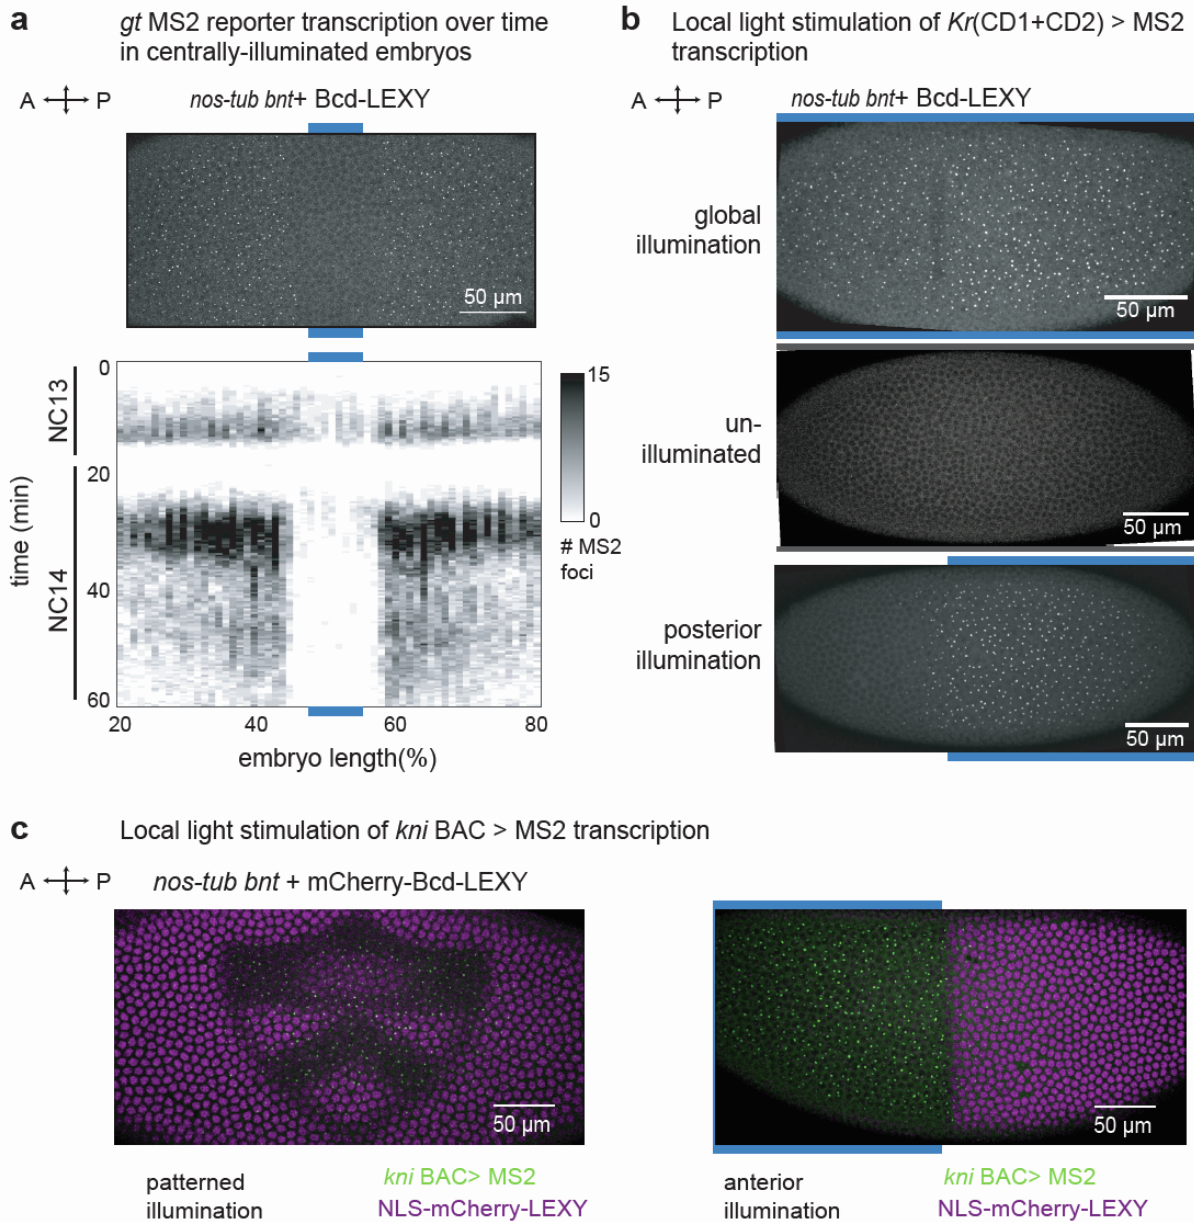 a
gt MS2 reporter transcription over time
in centrally-illuminated embryos
A P
nos-tub bnt+ Bcd-LEXY
50 µm
0
20
40
60
NC13
NC14
time (min)
15
0
# MS2
foci
20 40 60 80
embryo length(%)
b
Local light stimulation of Kr(CD1+CD2) > MS2
transcription
A P
nos-tub bnt+ Bcd-LEXY
global
illumination
50 µm
un-
illuminated
50 µm
posterior
illumination
50 µm
c
Local light stimulation of kni BAC > MS2 transcription
A P
nos-tub bnt + mCherry-Bcd-LEXY
50 µm
50 µm
patterned
illumination
kni BAC> MS2
NLS-mCherry-LEXY
anterior
illumination
kni BAC> MS2
NLS-mCherry-LEXY